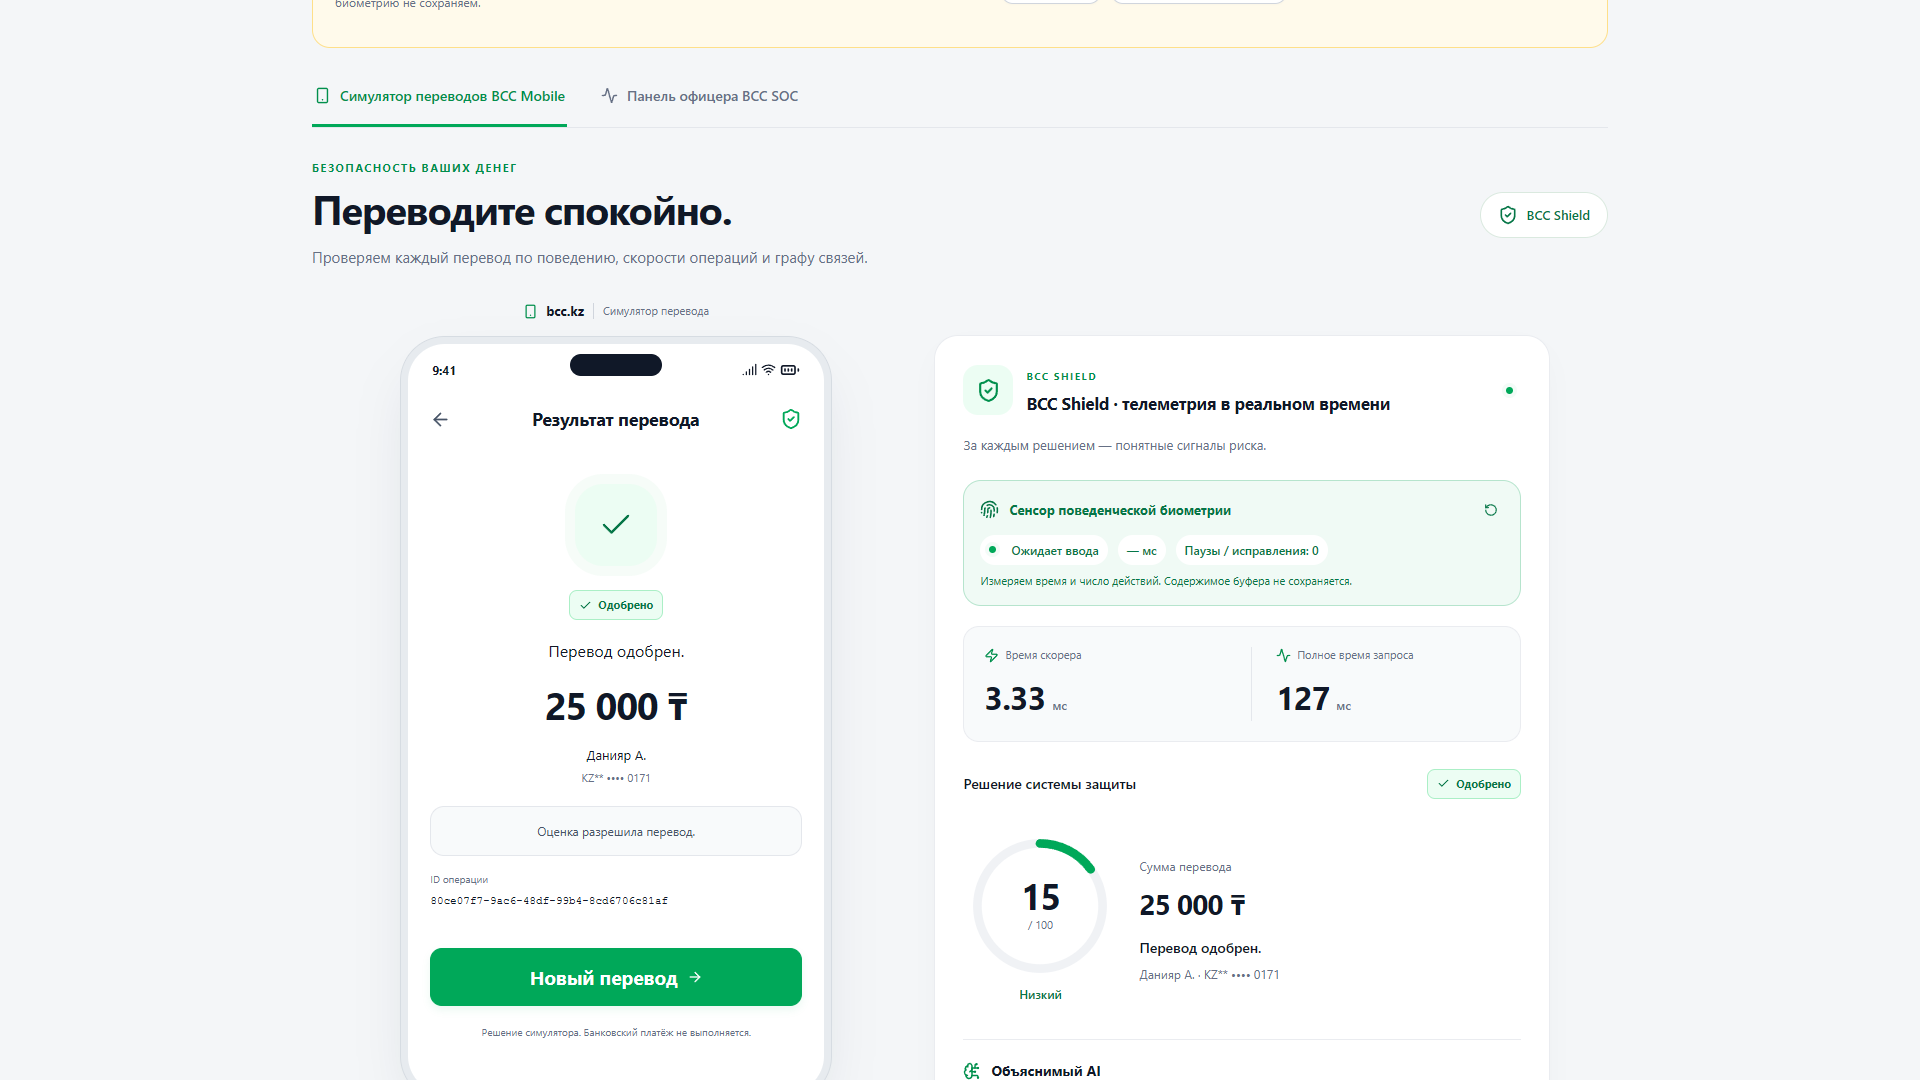 биометрию не сохраняем.
Симулятор переводов BCC Mobile
Панель офицера BCC SOC
БЕЗОПАСНОСТЬ ВАШИХ ДЕНЕГ
Переводите спокойно.
BCC Shield
Проверяем каждый перевод по поведению, скорости операций и графу связей.
bcc.kz
Симулятор перевода
9:41
Результат перевода
Одобрено
Перевод одобрен.
25 000 ₸
Данияр А.
KZ** •••• 0171
Оценка разрешила перевод.
ID операции
80ce07f7-9ac6-48df-99b4-8cd6706c81af
Новый перевод
Решение симулятора. Банковский платёж не выполняется.
BCC SHIELD
BCC Shield · телеметрия в реальном времени
За каждым решением — понятные сигналы риска.
Сенсор поведенческой биометрии
Ожидает ввода
— мс
Паузы / исправления: 0
Измеряем время и число действий. Содержимое буфера не сохраняется.
Время скорера
3.33 мс
Полное время запроса
127 мс
Решение системы защиты
Одобрено
15
/ 100
Низкий
Сумма перевода
25 000 ₸
Перевод одобрен.
Данияр А. · KZ** •••• 0171
Объяснимый AI